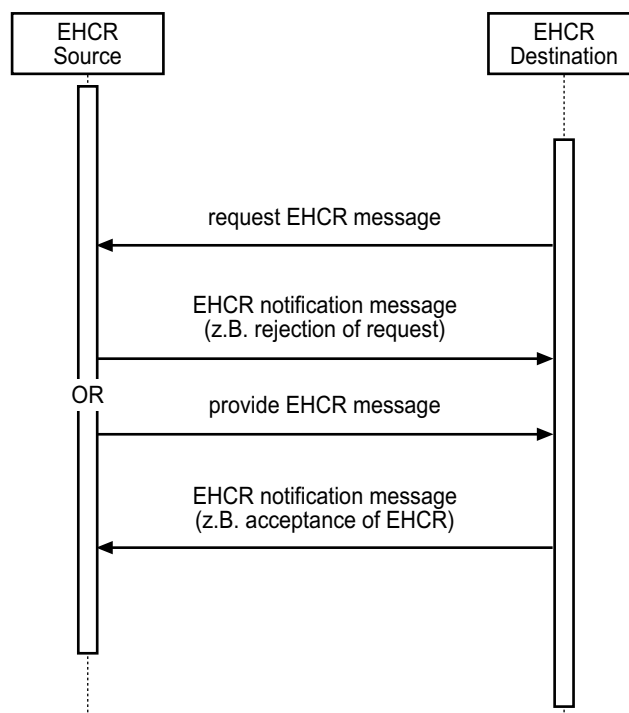 EHCR
Source
EHCR
Destination
request EHCR message
EHCR notification message
(z.B. rejection of request)
OR
provide EHCR message
EHCR notification message
(z.B. acceptance of EHCR)